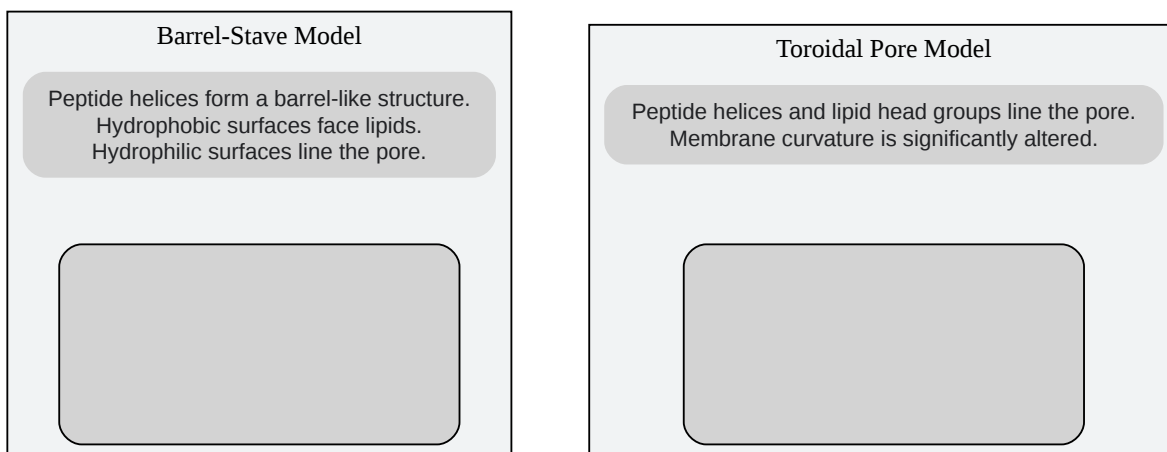 Barrel-Stave Model
Peptide helices form a barrel-like structure.
Hydrophobic surfaces face lipids.
Hydrophilic surfaces line the pore.
Toroidal Pore Model
Peptide helices and lipid head groups line the pore.
Membrane curvature is significantly altered.